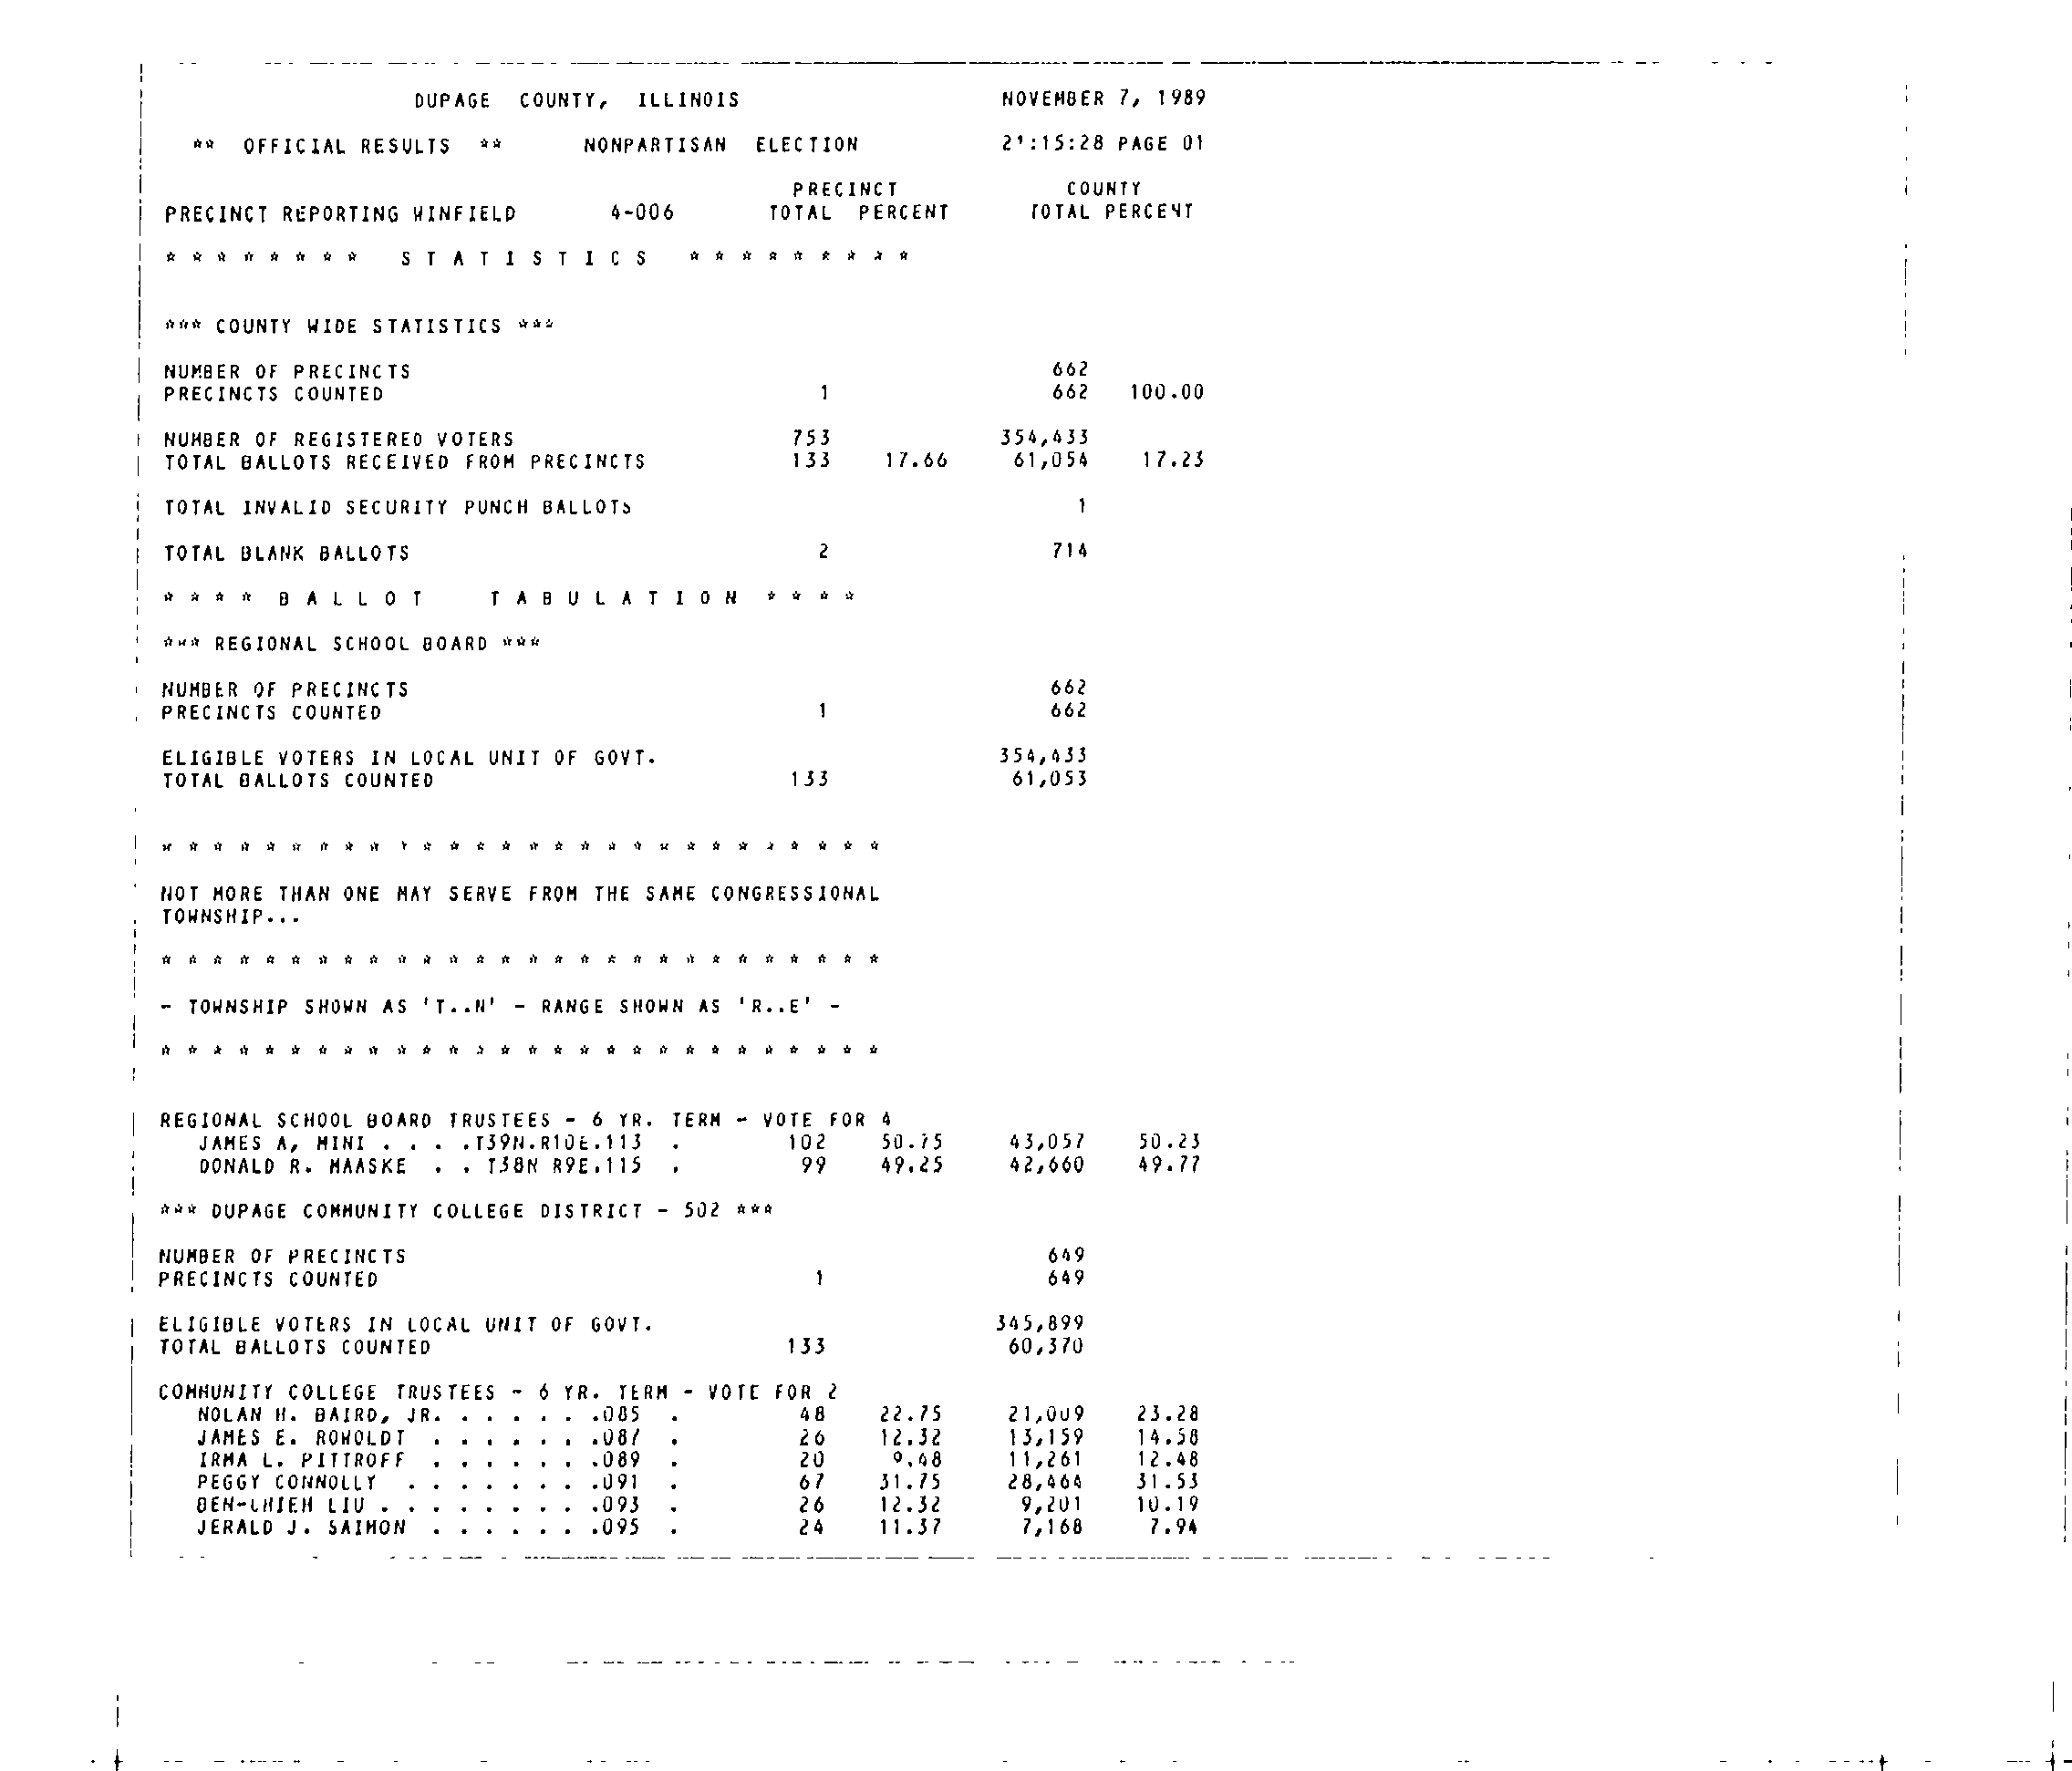 DUPAGE COUNTY, ILLINOIS NOVEMBER 7, 1989
** OFFICIAL RESULTS ** NONPARTISAN ELECTION 21:15:28 PAGE 01
PRECINCT COUNTY
PRECINCT REPORTING WINFIELD 4-006 TOTAL PERCENT TOTAL PERCENT
* * * * * * * * S T A T I S T I C S * * * * * * * * *
*** COUNTY WIDE STATISTICS ***
NUMBER OF PRECINCTS 662
PRECINCTS COUNTED 1 662 100.00
NUMBER OF REGISTERED VOTERS 753 354,433
TOTAL BALLOTS RECEIVED FROM PRECINCTS 133 17.66 61,054 17.23
TOTAL INVALID SECURITY PUNCH BALLOTS 1
TOTAL BLANK BALLOTS 2 714
* * * * B A L L O T T A B U L A T I O N * * * *
*** REGIONAL SCHOOL BOARD ***
NUMBER OF PRECINCTS 662
PRECINCTS COUNTED 1 662
ELIGIBLE VOTERS IN LOCAL UNIT OF GOVT. 354,433
TOTAL BALLOTS COUNTED 133 61,053
* * * * * * * * * * * * * * * * * * * * * * * * * * * *
NOT MORE THAN ONE MAY SERVE FROM THE SAME CONGRESSIONAL
TOWNSHIP...
* * * * * * * * * * * * * * * * * * * * * * * * * * * *
- TOWNSHIP SHOWN AS 'T..N' - RANGE SHOWN AS 'R..E' -
* * * * * * * * * * * * * * * * * * * * * * * * * * * *
REGIONAL SCHOOL BOARD TRUSTEES - 6 YR. TERM - VOTE FOR 4
JAMES A, MINI . . . .T39N.R10E.113 . 102 50.75 43,057 50.23
DONALD R. MAASKE . . T38N R9E.115 . 99 49.25 42,660 49.77
*** DUPAGE COMMUNITY COLLEGE DISTRICT - 502 ***
NUMBER OF PRECINCTS 649
PRECINCTS COUNTED 1 649
ELIGIBLE VOTERS IN LOCAL UNIT OF GOVT. 345,899
TOTAL BALLOTS COUNTED 133 60,370
COMMUNITY COLLEGE TRUSTEES - 6 YR. TERM - VOTE FOR 2
NOLAN H. BAIRD, JR. . . . . . .085 . 48 22.75 21,009 23.28
JAMES E. ROWOLDT . . . . . . .087 . 26 12.32 13,159 14.58
IRMA L. PITTROFF . . . . . . .089 . 20 9.48 11,261 12.48
PEGGY CONNOLLY . . . . . . . .091 . 67 31.75 28,464 31.53
BEN-CHIEH LIU . . . . . . . . .093 . 26 12.32 9,201 10.19
JERALD J. SAIMON . . . . . . .095 . 24 11.37 7,168 7.94